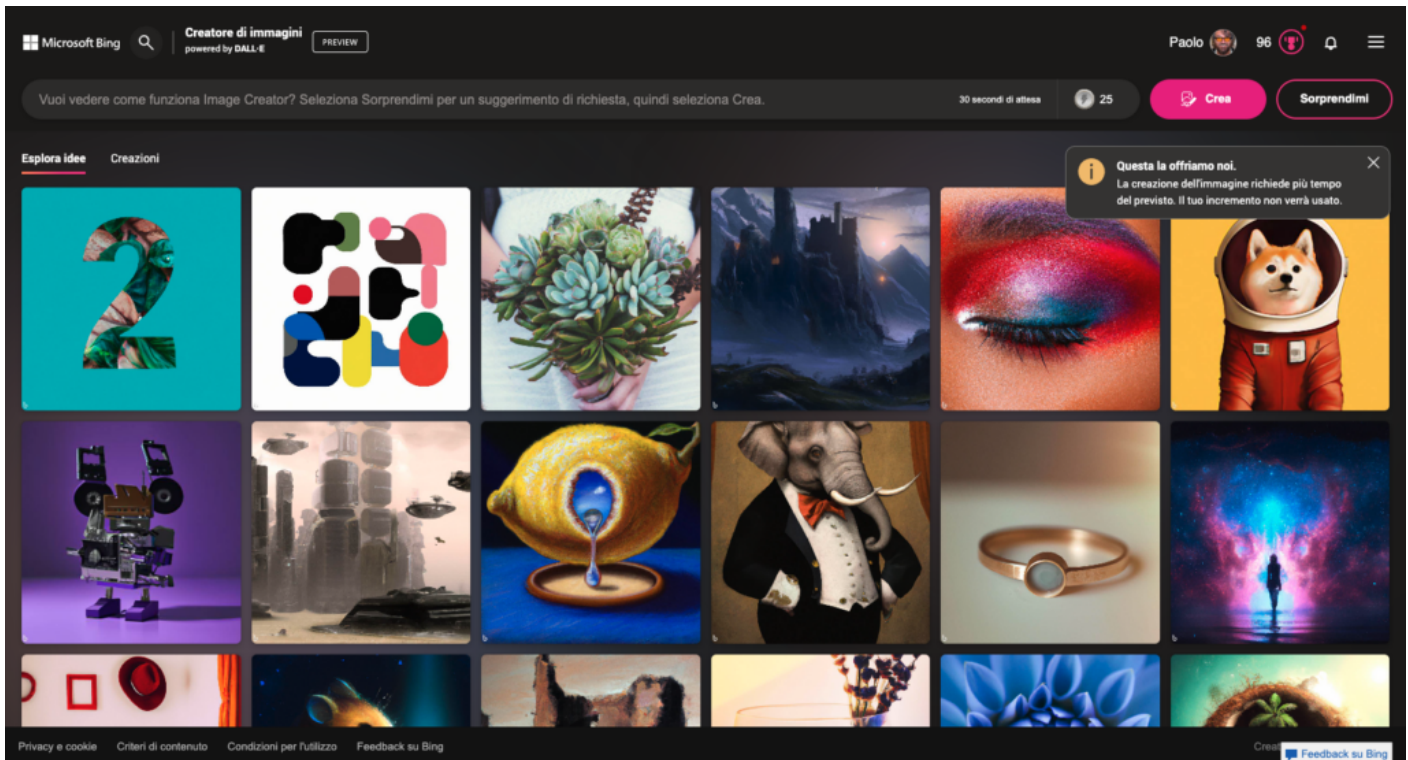 Microsoft Bing
Creatore di immagini
powered by DALL·E
PREVIEW
Paolo
96
Vuoi vedere come funziona Image Creator? Seleziona Sorprendimi per un suggerimento di richiesta, quindi seleziona Crea.
30 secondi di attesa
25
Crea
Sorprendimi
Esplora idee
Creazioni
Questa la offriamo noi.
La creazione dell'immagine richiede più tempo
del previsto. Il tuo incremento non verrà usato.
2
Privacy e cookie
Criteri di contenuto
Condizioni per l'utilizzo
Feedback su Bing
Feedback su Bing